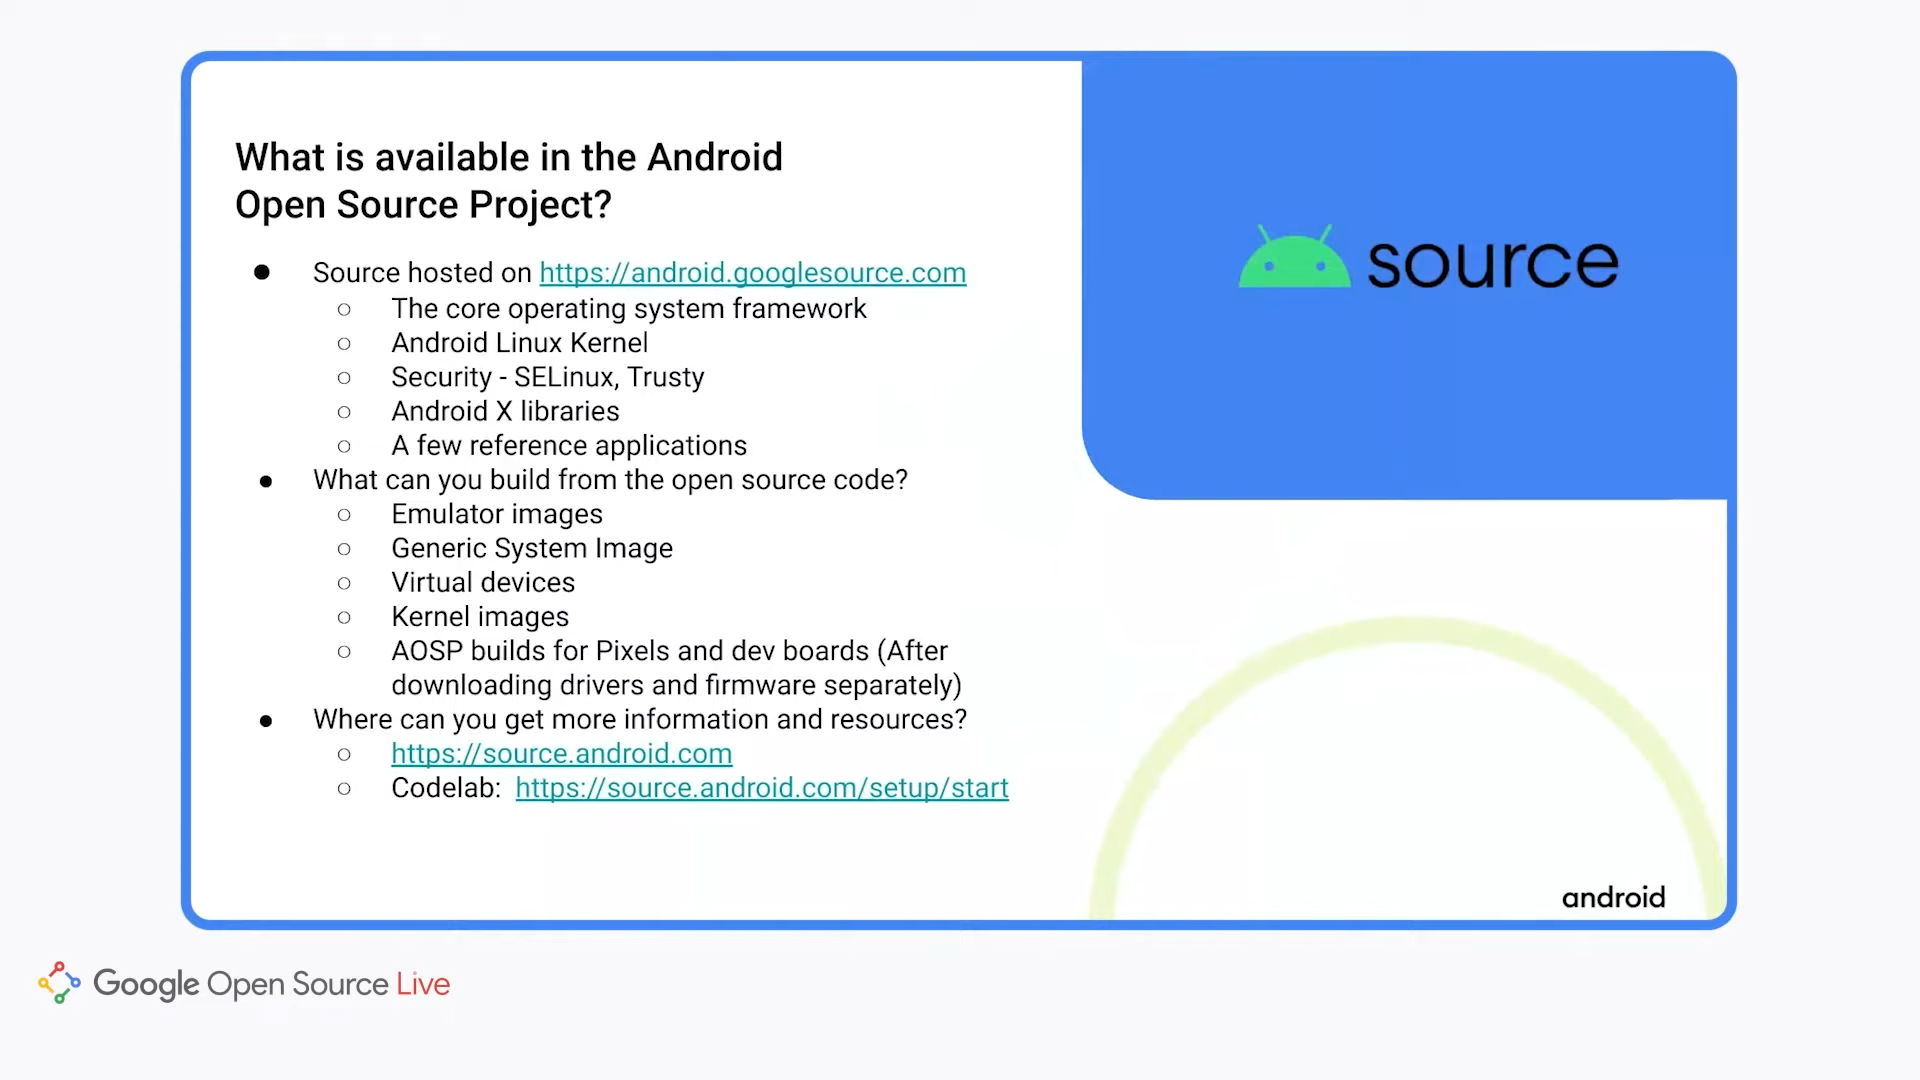 What is available in the Android
Open Source Project?
● Source hosted on https://android.googlesource.com
○ The core operating system framework
○ Android Linux Kernel
○ Security - SELinux, Trusty
○ Android X libraries
○ A few reference applications
● What can you build from the open source code?
○ Emulator images
○ Generic System Image
○ Virtual devices
○ Kernel images
○ AOSP builds for Pixels and dev boards (After
downloading drivers and firmware separately)
● Where can you get more information and resources?
○ https://source.android.com
○ Codelab: https://source.android.com/setup/start
source
android
Google Open Source Live